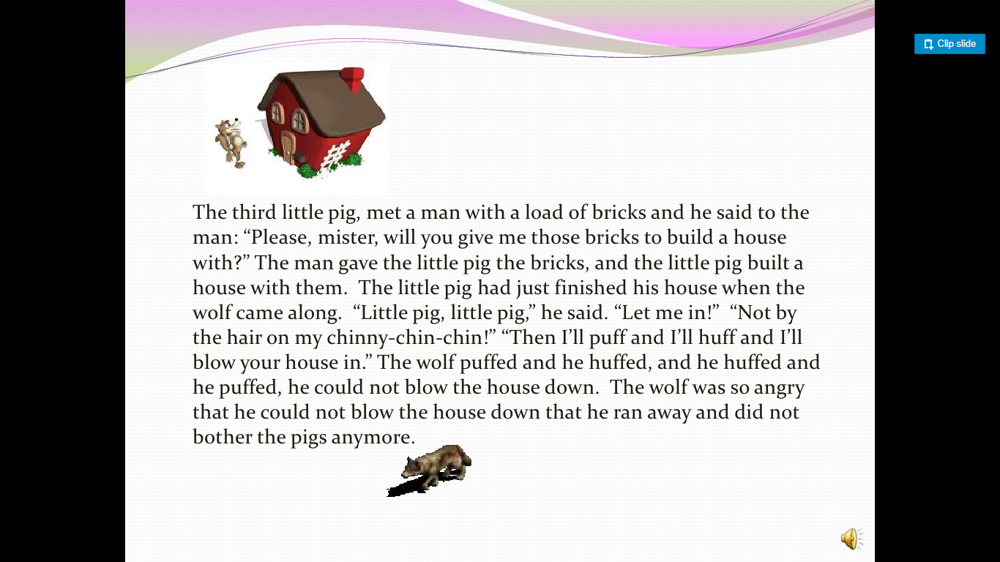 Clip slide
The third little pig, met a man with a load of bricks and he said to the
man: “Please, mister, will you give me those bricks to build a house
with?” The man gave the little pig the bricks, and the little pig built a
house with them.  The little pig had just finished his house when the
wolf came along.  “Little pig, little pig,” he said. “Let me in!”  “Not by
the hair on my chinny-chin-chin!” “Then I’ll puff and I’ll huff and I’ll
blow your house in.” The wolf puffed and he huffed, and he huffed and
he puffed, he could not blow the house down.  The wolf was so angry
that he could not blow the house down that he ran away and did not
bother the pigs anymore.